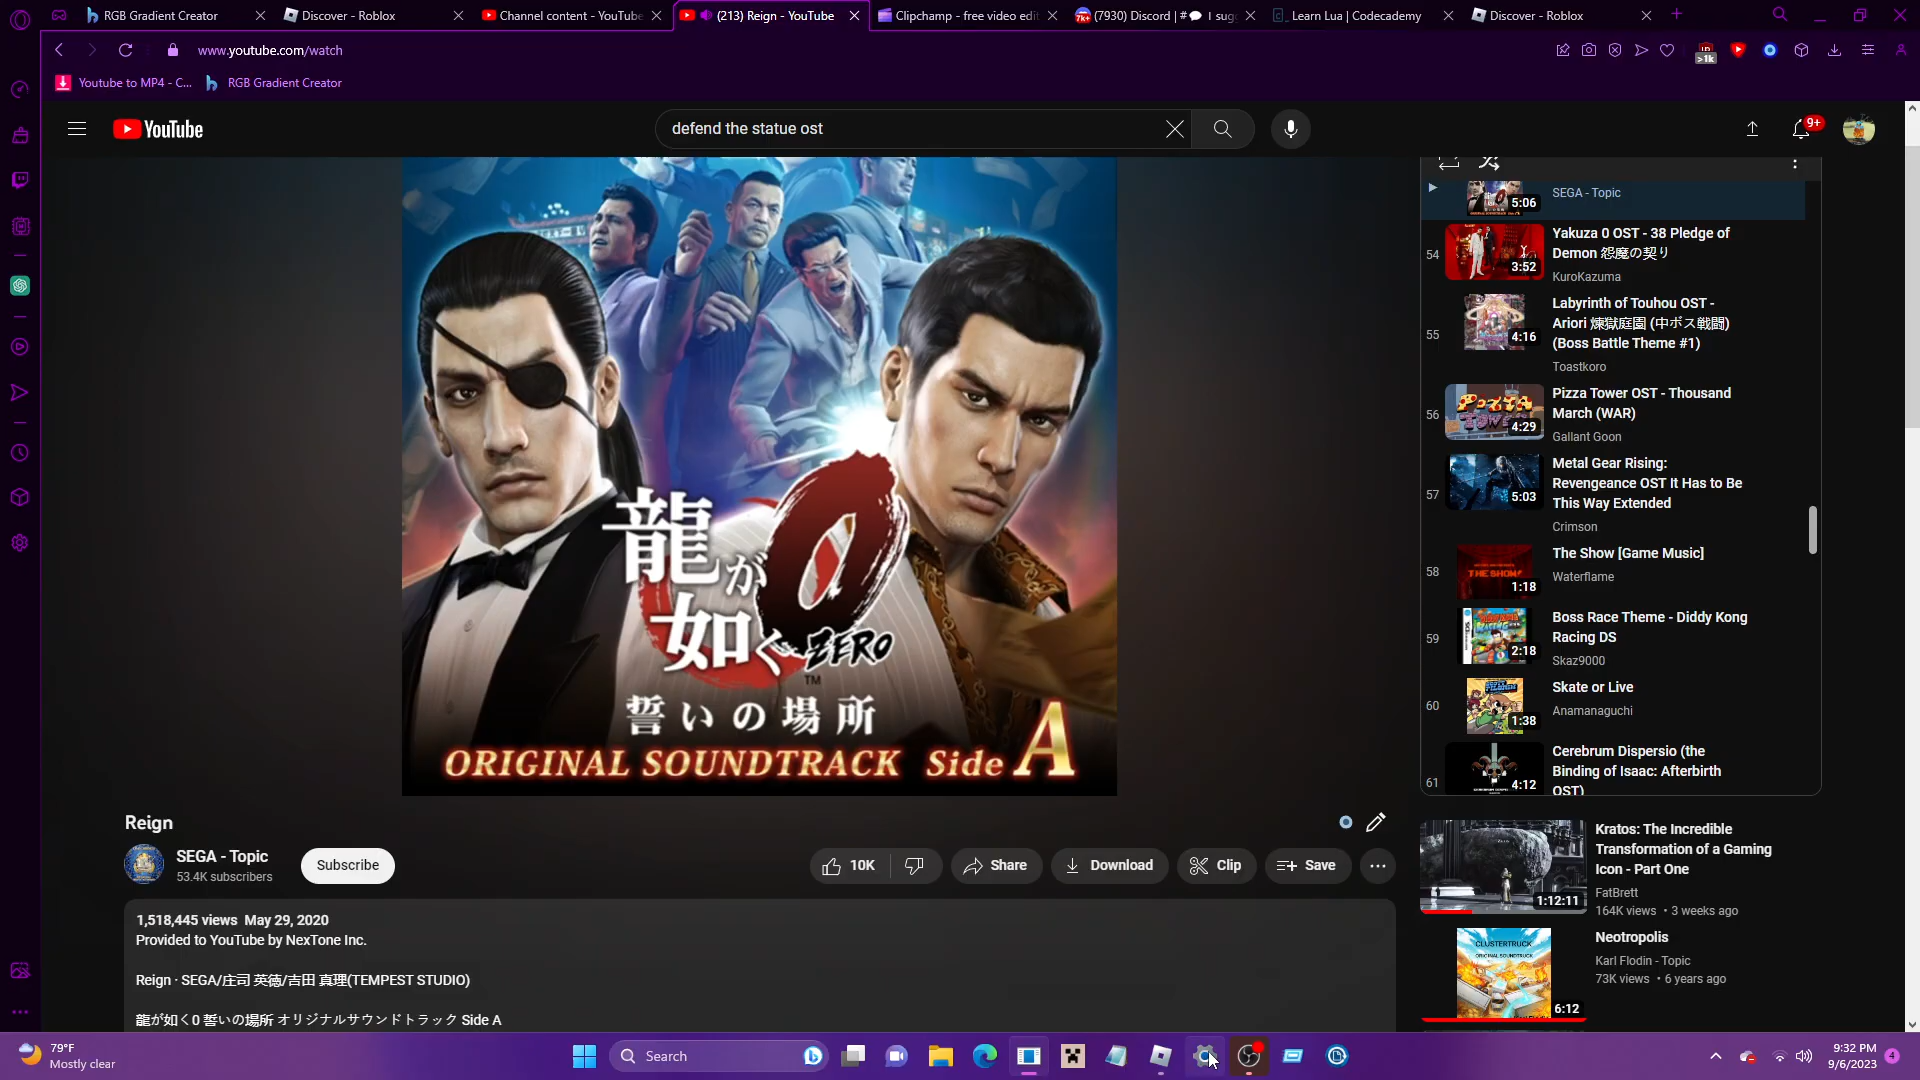 RGB Gradient Creator
Discover - Roblox
Channel content - YouTube
(213) Reign - YouTube
Clipchamp - free video edi
(7930) Discord | #
I sug
Learn Lua | Codecademy
Discover - Roblox
www.youtube.com/watch
>1k
Youtube to MP4 - C...
RGB Gradient Creator
YouTube
defend the statue ost
9+
龍が如く0
ZERO
TM
誓いの場所
ORIGINAL SOUNDTRACK Side A
5:06
SEGA - Topic
54
3:52
Yakuza 0 OST - 38 Pledge of
Demon 怨魔の契り
KuroKazuma
55
4:16
Labyrinth of Touhou OST -
Ariori 煉獄庭園 (中ボス戦闘)
(Boss Battle Theme #1)
Toastkoro
56
PIZZA
TOWER
4:29
Pizza Tower OST - Thousand
March (WAR)
Gallant Goon
57
5:03
Metal Gear Rising:
Revengeance OST It Has to Be
This Way Extended
Crimson
58
THE SHOW
1:18
The Show [Game Music]
Waterflame
59
2:18
Boss Race Theme - Diddy Kong
Racing DS
Skaz9000
60
1:38
Skate or Live
Anamanaguchi
61
4:12
Cerebrum Dispersio (the
Binding of Isaac: Afterbirth
OST)
Reign
SEGA - Topic
53.4K subscribers
Subscribe
10K
Share
Download
Clip
Save
1,518,445 views May 29, 2020
Provided to YouTube by NexTone Inc.
Reign · SEGA/庄司 英徳/吉田 真理(TEMPEST STUDIO)
龍が如く0 誓いの場所 オリジナルサウンドトラック Side A
1:12:11
Kratos: The Incredible
Transformation of a Gaming
Icon - Part One
FatBrett
164K views • 3 weeks ago
CLUSTERTRUCK
ORIGINAL SOUNDTRACK
6:12
Neotropolis
Karl Flodin - Topic
73K views • 6 years ago
79°F
Mostly clear
Search
9:32 PM
9/6/2023
4